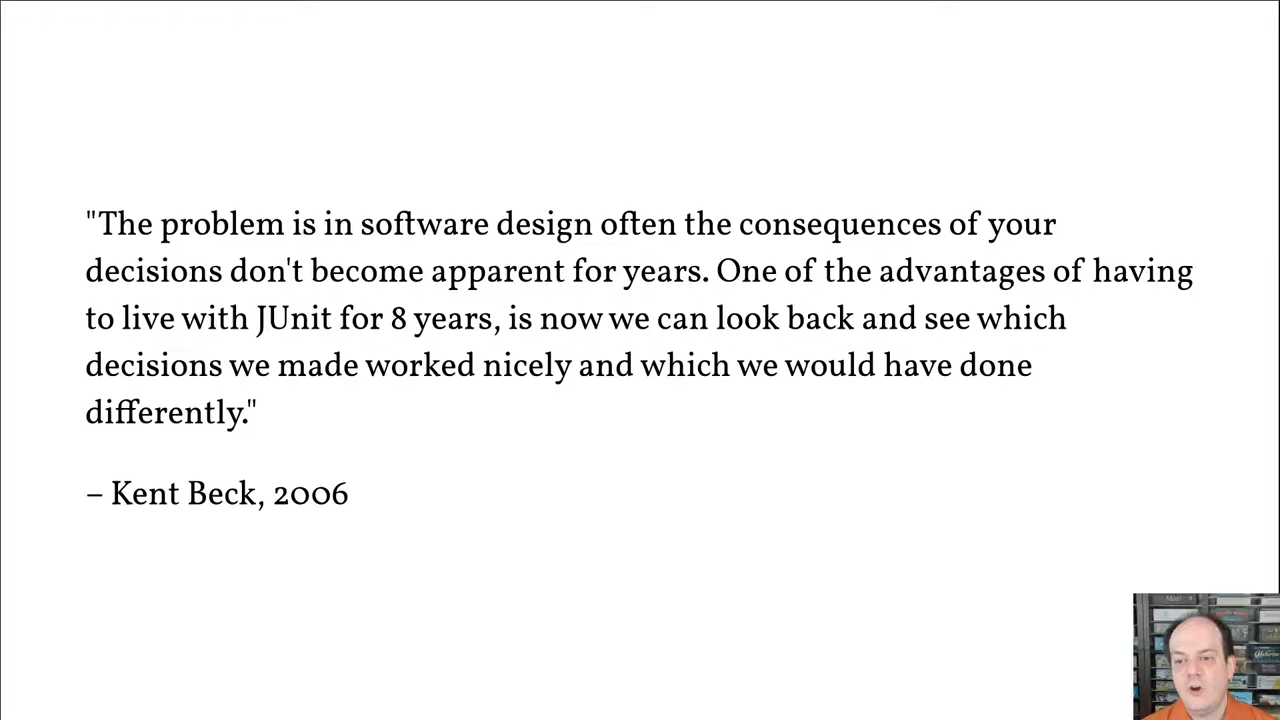 "The problem is in software design often the consequences of your
decisions don't become apparent for years. One of the advantages of having
to live with JUnit for 8 years, is now we can look back and see which
decisions we made worked nicely and which we would have done
differently."
– Kent Beck, 2006